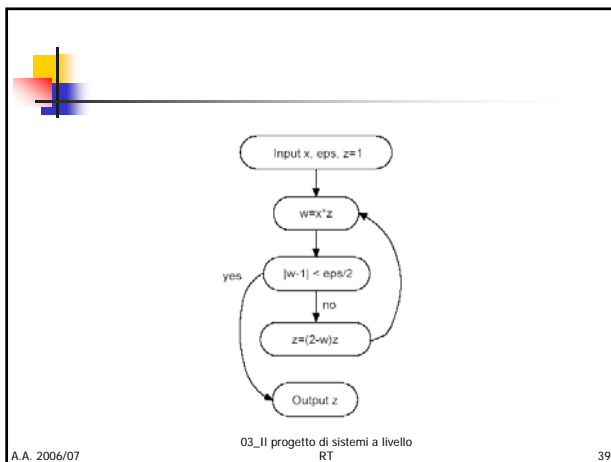 Input x, eps, z=1
w=x*z
|w-1| < eps/2
yes
no
z=(2-w)z
Output z
A.A. 2006/07
03_Il progetto di sistemi a livello
RT
39